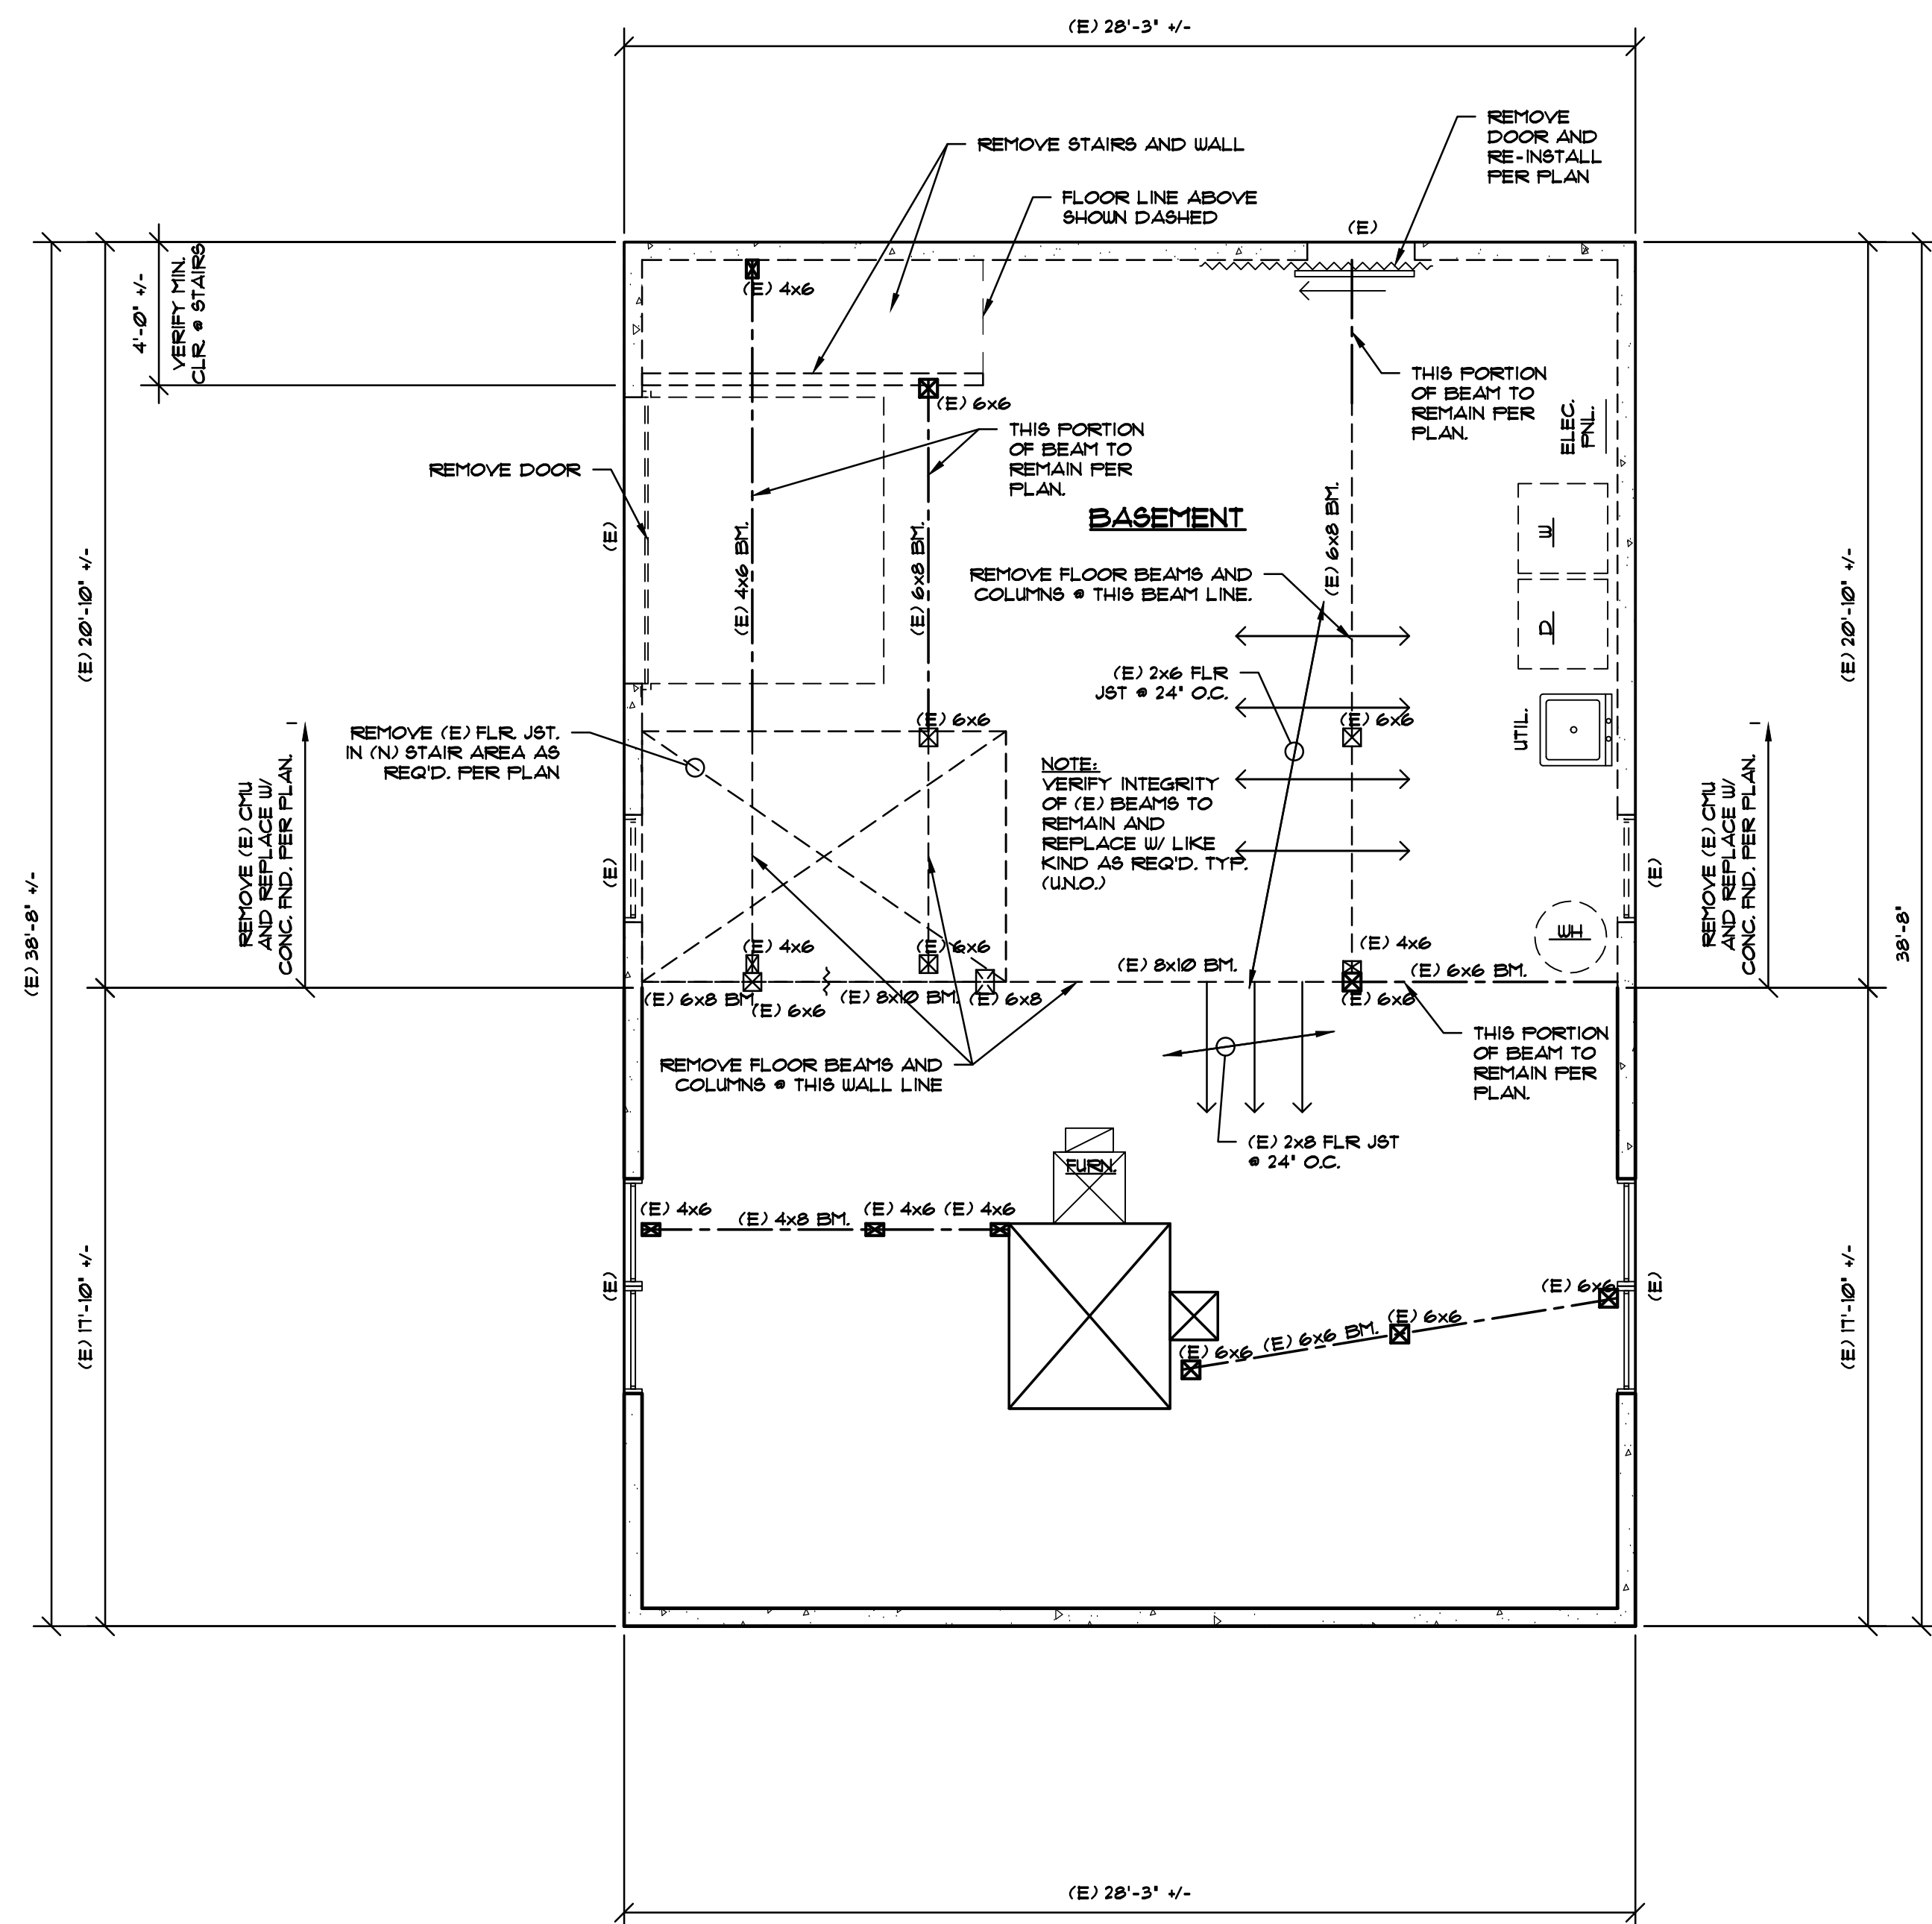 (E) 28'-3" +/-
REMOVE STAIRS AND WALL
REMOVE
DOOR AND
RE-INSTALL
PER PLAN
FLOOR LINE ABOVE
SHOWN DASHED
(E)
4'-0" +/-
VERIFY MIN.
CLR. @ STAIRS
(E) 4x6
(E) 6x6
THIS PORTION
OF BEAM TO
REMAIN PER
PLAN.
THIS PORTION
OF BEAM TO
REMAIN PER
PLAN.
ELEC.
PNL.
REMOVE DOOR
(E)
(E) 4x6 BM.
(E) 6x8 BM.
BASEMENT
(E) 6x8 BM.
W
D
REMOVE FLOOR BEAMS AND
COLUMNS @ THIS BEAM LINE.
(E) 20'-10" +/-
(E) 20'-10" +/-
(E) 2x6 FLR
JST @ 24" O.C.
(E) 6x6
(E) 6x6
UTIL.
REMOVE (E) FLR. JST.
IN (N) STAIR AREA AS
REQ'D. PER PLAN
NOTE:
VERIFY INTEGRITY
OF (E) BEAMS TO
REMAIN AND
REPLACE W/ LIKE
KIND AS REQ'D. TYP.
(U.N.O.)
REMOVE (E) CMU
AND REPLACE W/
CONC. FND. PER PLAN.
REMOVE (E) CMU
AND REPLACE W/
CONC. FND. PER PLAN.
(E)
(E)
(E) 38'-8" +/-
38'-8"
WH
(E) 4x6
(E) 6x6
(E) 4x6
(E) 8x10 BM.
(E) 6x6 BM.
(E) 6x8 BM.
(E) 6x6
(E) 8x10 BM.
(E) 6x8
(E) 6x6
REMOVE FLOOR BEAMS AND
COLUMNS @ THIS WALL LINE
THIS PORTION
OF BEAM TO
REMAIN PER
PLAN.
(E) 2x8 FLR JST
@ 24" O.C.
FURN.
(E) 4x6
(E) 4x8 BM.
(E) 4x6
(E) 4x6
(E)
(E)
(E) 17'-10" +/-
(E) 17'-10" +/-
(E) 6x6
(E) 6x6
(E) 6x6 BM.
(E) 6x6
(E) 28'-3" +/-